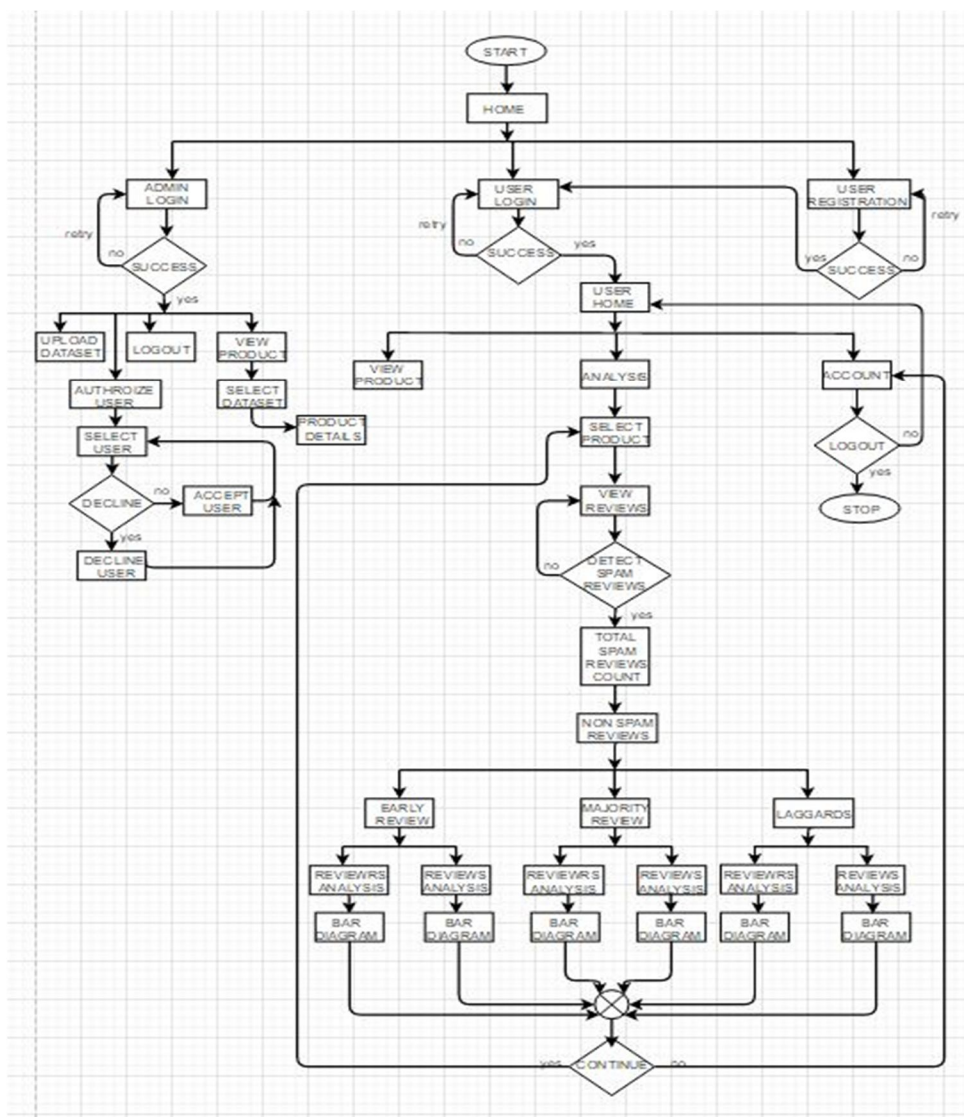 START
HOME
ADMIN
LOGIN
USER
LOGIN
USER
REGISTRATION
retry
retry
retry
no
SUCCESS
yes
no
SUCCESS
yes
yes
SUCCESS
no
USER
HOME
UPLOAD
DATASET
LOGOUT
VIEW
PRODUCT
VIEW
PRODUCT
ANALYSIS
ACCOUNT
AUTHROIZE
USER
SELECT
DATASET
PRODUCT
DETAILS
SELECT
USER
SELECT
PRODUCT
LOGOUT
no
yes
STOP
DECLINE
no
ACCEPT
USER
yes
DECLINE
USER
VIEW
REVIEWS
no
DETECT
SPAM
REVIEWS
yes
TOTAL
SPAM
REVIEWS
COUNT
NON SPAM
REVIEWS
EARLY
REVIEW
MAJORITY
REVIEW
LAGGARDS
REVIEWRS
ANALYSIS
REVIEWS
ANALYSIS
REVIEWRS
ANALYSIS
REVIEWS
ANALYSIS
REVIEWRS
ANALYSIS
REVIEWS
ANALYSIS
BAR
DIAGRAM
BAR
DIAGRAM
BAR
DIAGRAM
BAR
DIAGRAM
BAR
DIAGRAM
BAR
DIAGRAM
yes
CONTINUE
no